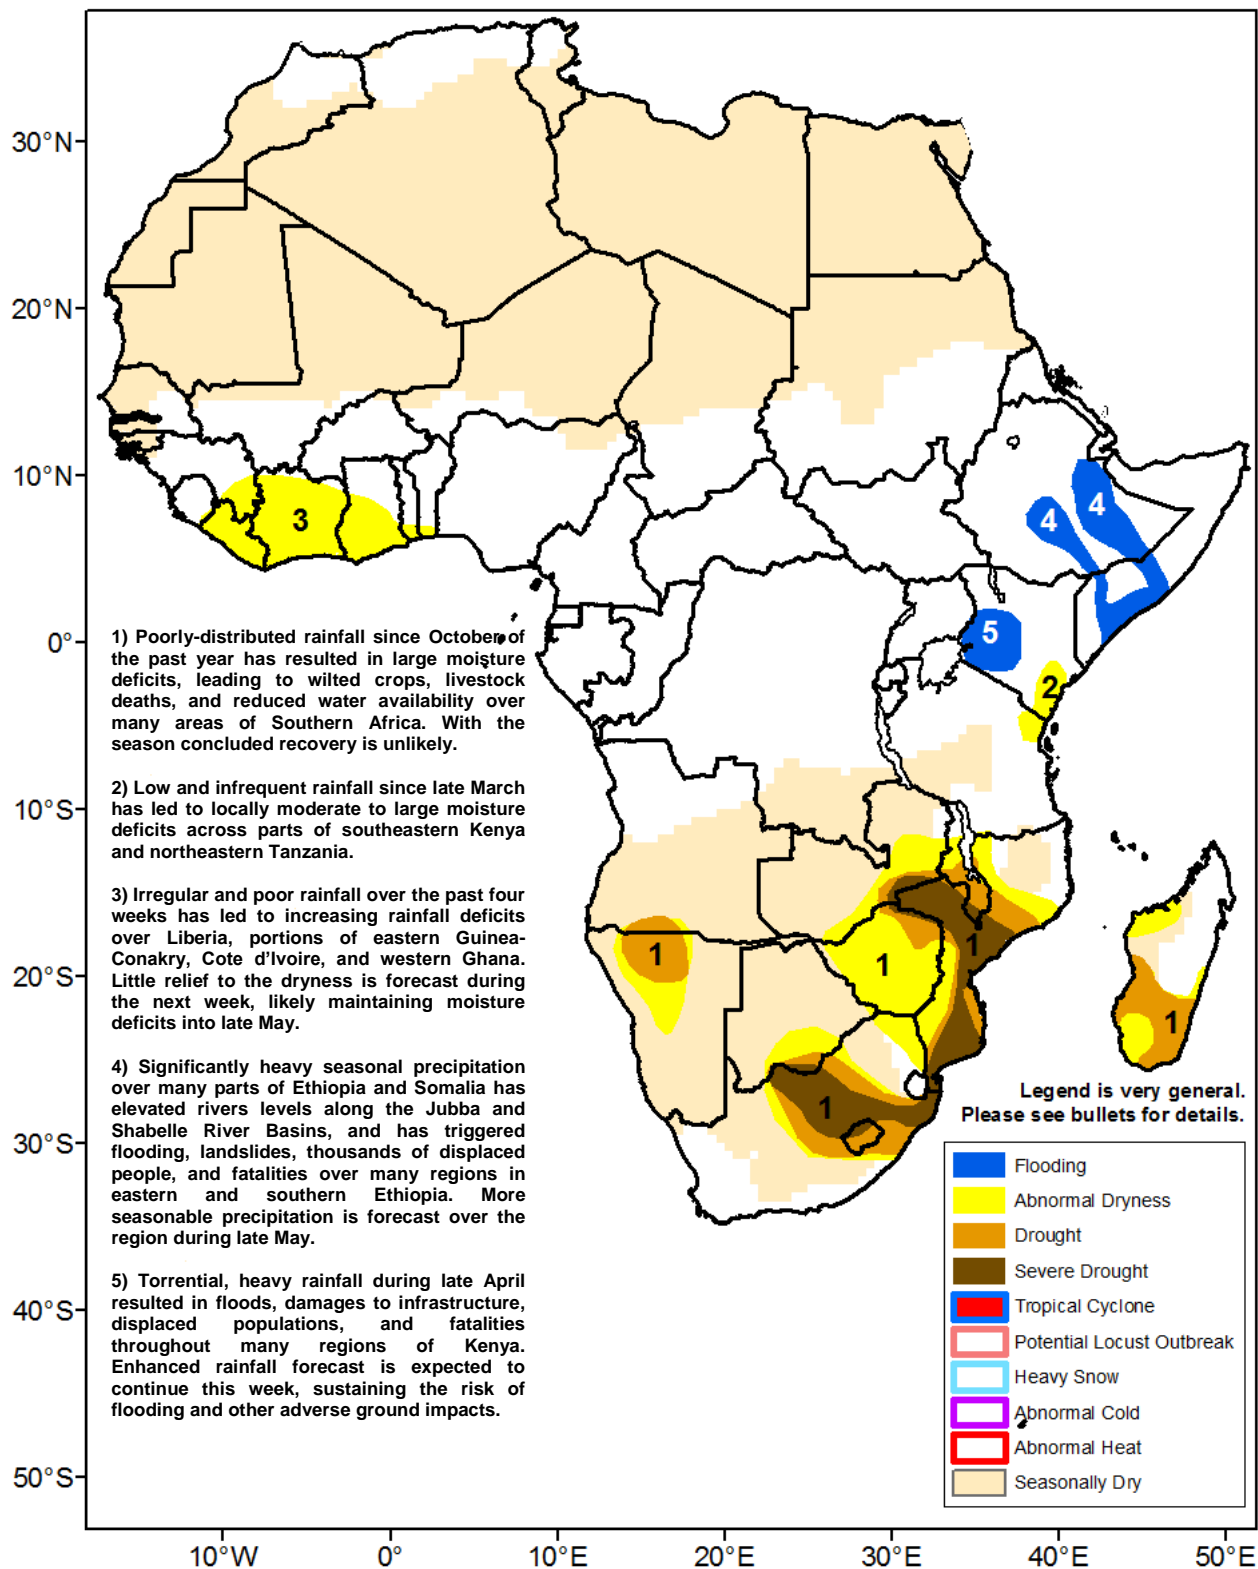 30°N
20°N
10°N
0°
10°S
20°S
30°S
40°S
50°S
10°W
0°
10°E
20°E
30°E
40°E
50°E
3
4
4
5
2
1
1
1
1
1
1) Poorly-distributed rainfall since October of
the past year has resulted in large moisture
deficits, leading to wilted crops, livestock
deaths, and reduced water availability over
many areas of Southern Africa. With the
season concluded recovery is unlikely.
2) Low and infrequent rainfall since late March
has led to locally moderate to large moisture
deficits across parts of southeastern Kenya
and northeastern Tanzania.
3) Irregular and poor rainfall over the past four
weeks has led to increasing rainfall deficits
over Liberia, portions of eastern Guinea-
Conakry, Cote d'Ivoire, and western Ghana.
Little relief to the dryness is forecast during
the next week, likely maintaining moisture
deficits into late May.
4) Significantly heavy seasonal precipitation
over many parts of Ethiopia and Somalia has
elevated rivers levels along the Jubba and
Shabelle River Basins, and has triggered
flooding, landslides, thousands of displaced
people, and fatalities over many regions in
eastern and southern Ethiopia. More
seasonable precipitation is forecast over the
region during late May.
5) Torrential, heavy rainfall during late April
resulted in floods, damages to infrastructure,
displaced populations, and fatalities
throughout many regions of Kenya.
Enhanced rainfall forecast is expected to
continue this week, sustaining the risk of
flooding and other adverse ground impacts.
Legend is very general.
Please see bullets for details.
Flooding
Abnormal Dryness
Drought
Severe Drought
Tropical Cyclone
Potential Locust Outbreak
Heavy Snow
Abnormal Cold
Abnormal Heat
Seasonally Dry